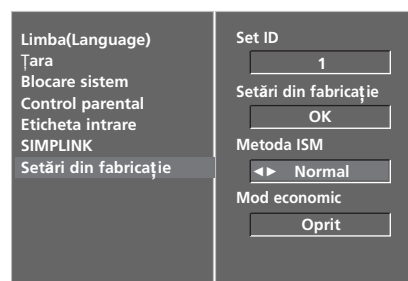 Limba(Language)
Țara
Blocare sistem
Control parental
Eticheta intrare
SIMPLINK
Setări din fabricație
Set ID
1
Setări din fabricație
OK
Metoda ISM
◄► Normal
Mod economic
Oprit